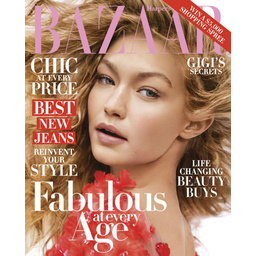 Harper's
BAZAAR
WIN A $5,000
SHOPPING SPREE
CHIC
AT EVERY
PRICE
GIGI'S
SECRETS
BEST
NEW
JEANS
REINVENT
YOUR
STYLE
LIFE
CHANGING
BEAUTY
BUYS
Fabulous
at every
Age